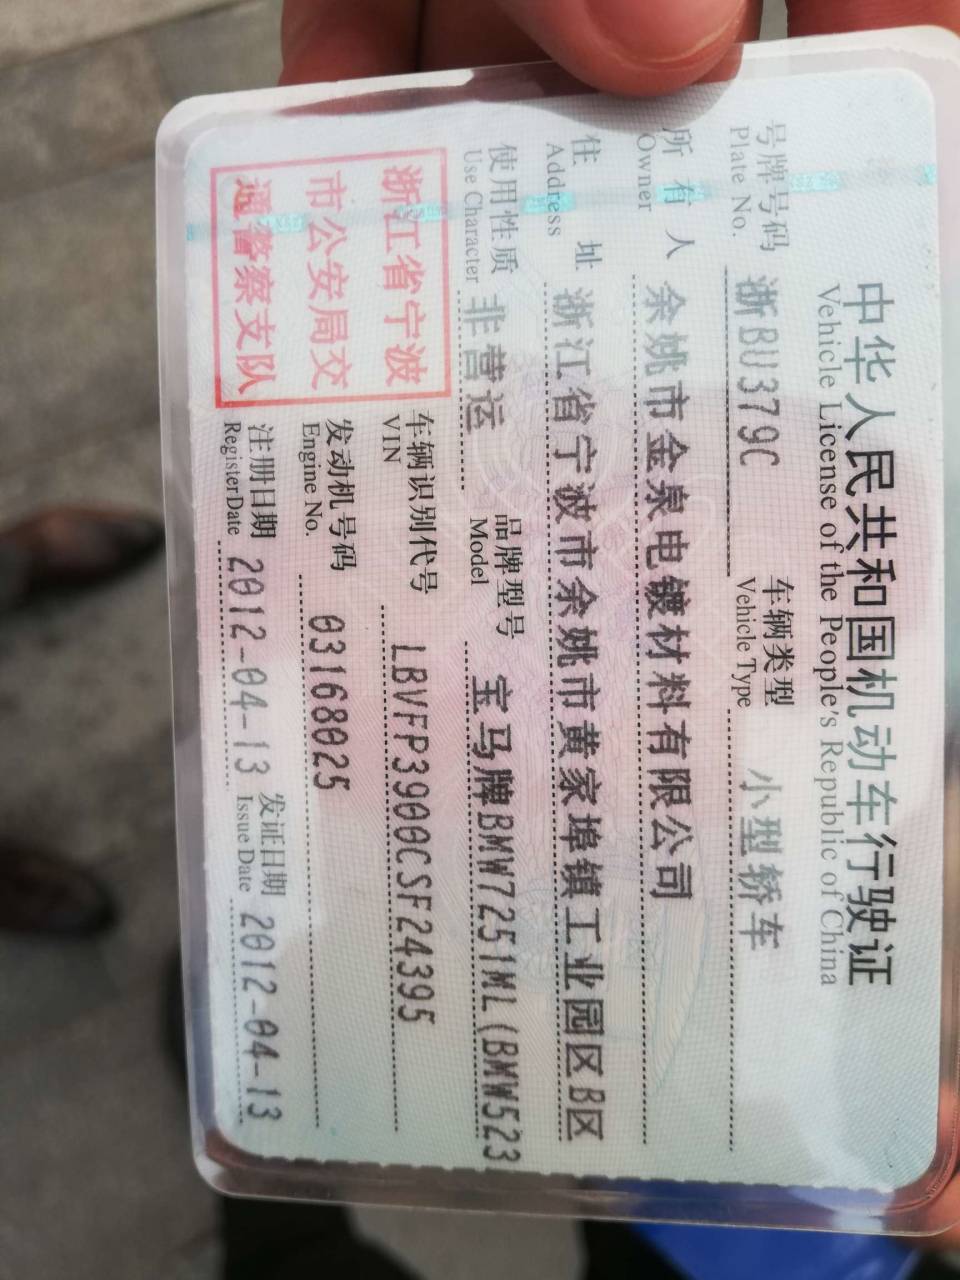 中华人民共和国机动车行驶证
Vehicle License of the People's Republic of China
号牌号码 浙BU379C 车辆类型 小型轿车
Plate No. Vehicle Type
所有人 余姚市金泉电镀材料有限公司
Owner
住址 浙江省宁波市余姚市黄家埠镇工业园区B区
Address
使用性质 非营运 品牌型号 宝马牌BMW7251ML(BMW523
Use Character Model
浙江省宁波
市公安局交
通警察支队
车辆识别代号 LBVFP3900CSF24395
VIN
发动机号码 03168025
Engine No.
注册日期 2012-04-13 发证日期 2012-04-13
Register Date Issue Date